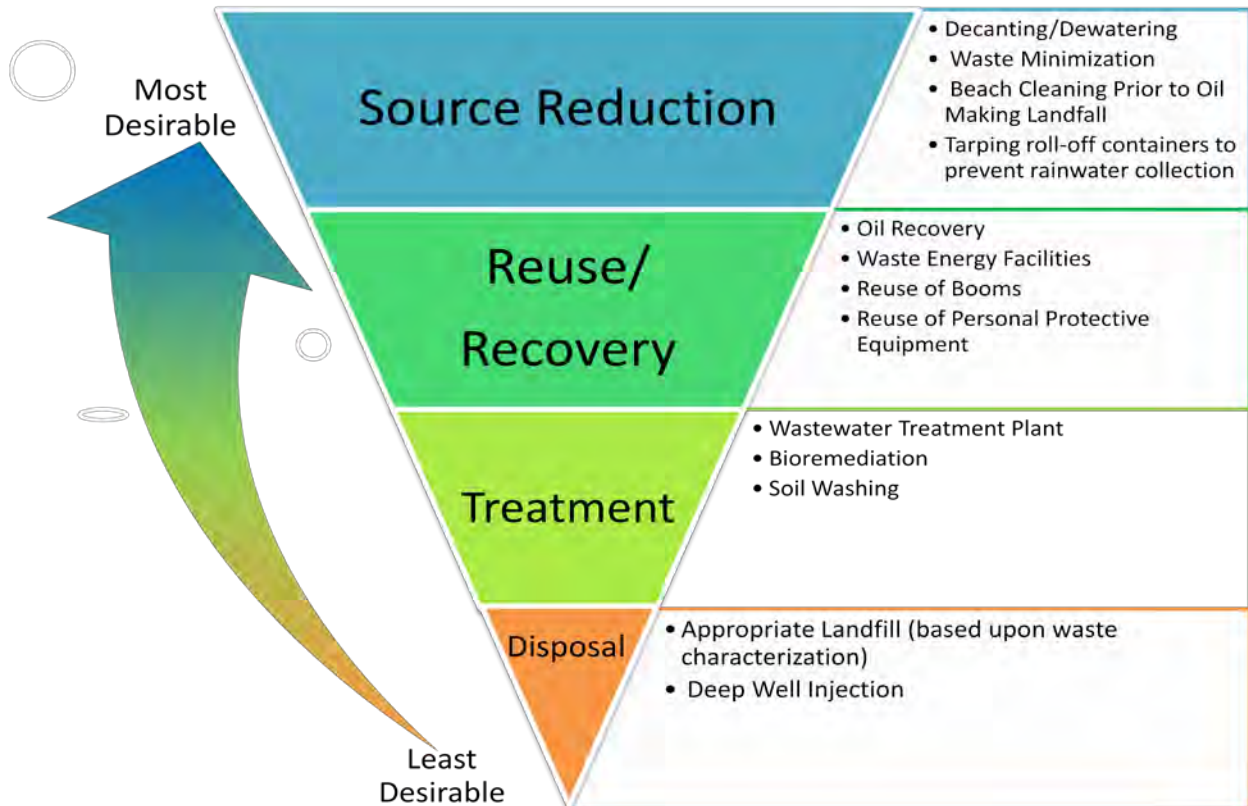 Most
Desirable
Source Reduction
• Decanting/Dewatering
• Waste Minimization
• Beach Cleaning Prior to Oil
Making Landfall
• Tarping roll-off containers to
prevent rainwater collection
Reuse/
Recovery
• Oil Recovery
• Waste Energy Facilities
• Reuse of Booms
• Reuse of Personal Protective
Equipment
Treatment
• Wastewater Treatment Plant
• Bioremediation
• Soil Washing
Disposal
• Appropriate Landfill (based upon waste
characterization)
• Deep Well Injection
Least
Desirable